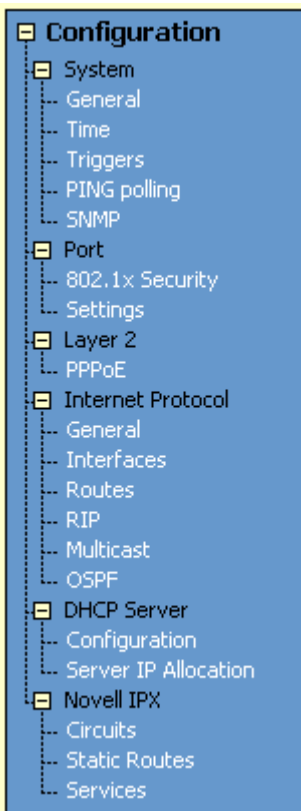 Configuration
System
General
Time
Triggers
PING polling
SNMP
Port
802.1x Security
Settings
Layer 2
PPPoE
Internet Protocol
General
Interfaces
Routes
RIP
Multicast
OSPF
DHCP Server
Configuration
Server IP Allocation
Novell IPX
Circuits
Static Routes
Services